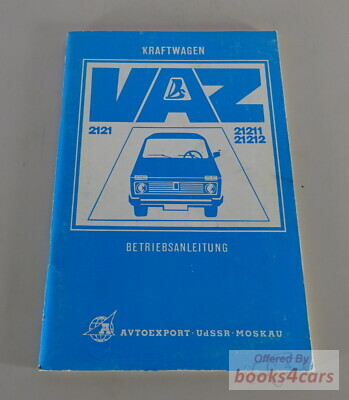 KRAFTWAGEN
VAZ
2121
21211
21212
BETRIEBSANLEITUNG
AVTOEXPORT · UdSSR · MOSKAU
Offered By
books4cars